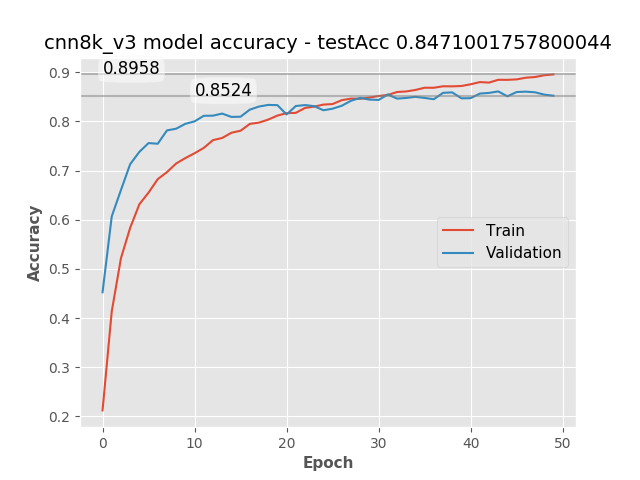 cnn8k_v3 model accuracy - testAcc 0.8471001757800044
0.8958
0.8524
0.9
0.8
0.7
0.6
0.5
0.4
0.3
0.2
Accuracy
Train
Validation
0 10 20 30 40 50
Epoch